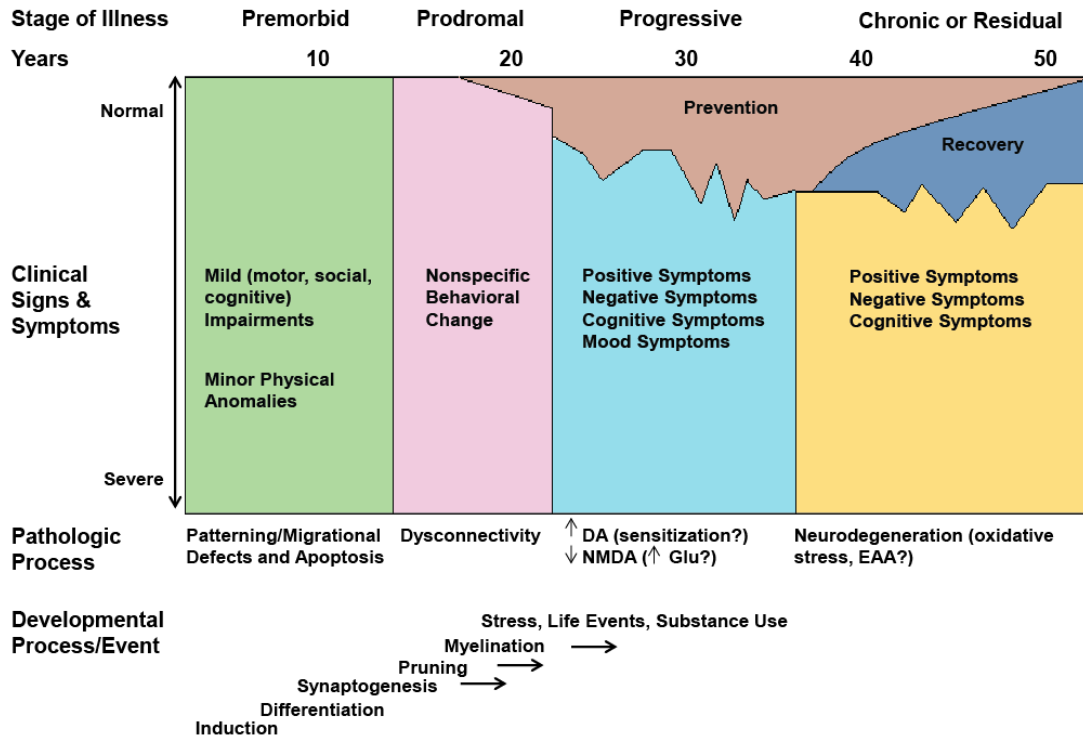 Stage of Illness Premorbid Prodromal Progressive Chronic or Residual
Years 10 20 30 40 50
Normal
Prevention
Recovery
Clinical
Signs &
Symptoms
Mild (motor, social,
cognitive)
Impairments
Minor Physical
Anomalies
Nonspecific
Behavioral
Change
Positive Symptoms
Negative Symptoms
Cognitive Symptoms
Mood Symptoms
Positive Symptoms
Negative Symptoms
Cognitive Symptoms
Severe
Pathologic
Process
Patterning/Migrational
Defects and Apoptosis
Dysconnectivity
↑ DA (sensitization?)
↓ NMDA (↑ Glu?)
Neurodegeneration (oxidative
stress, EAA?)
Developmental
Process/Event
Stress, Life Events, Substance Use
Myelination
Pruning
Synaptogenesis
Differentiation
Induction